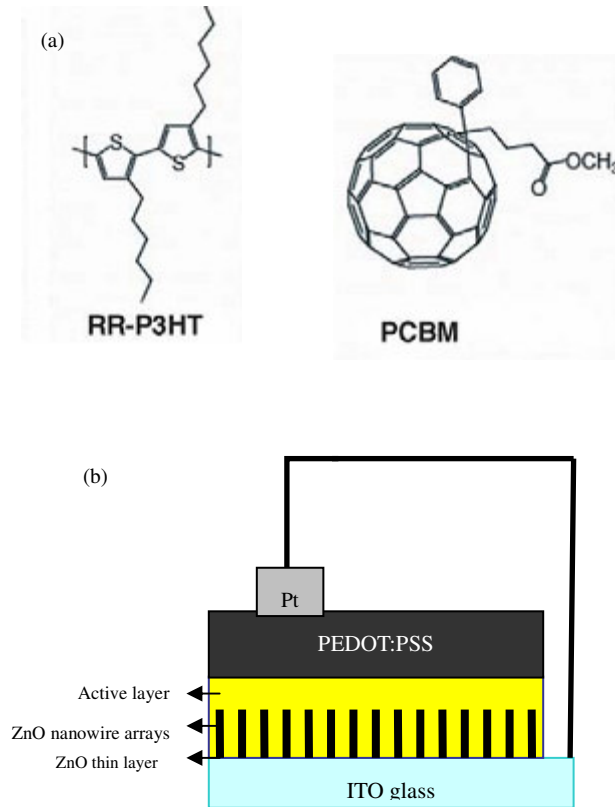 (a)
S
S
RR-P3HT
OCH3
O
PCBM
(b)
Pt
PEDOT:PSS
Active layer
ZnO nanowire arrays
ZnO thin layer
ITO glass